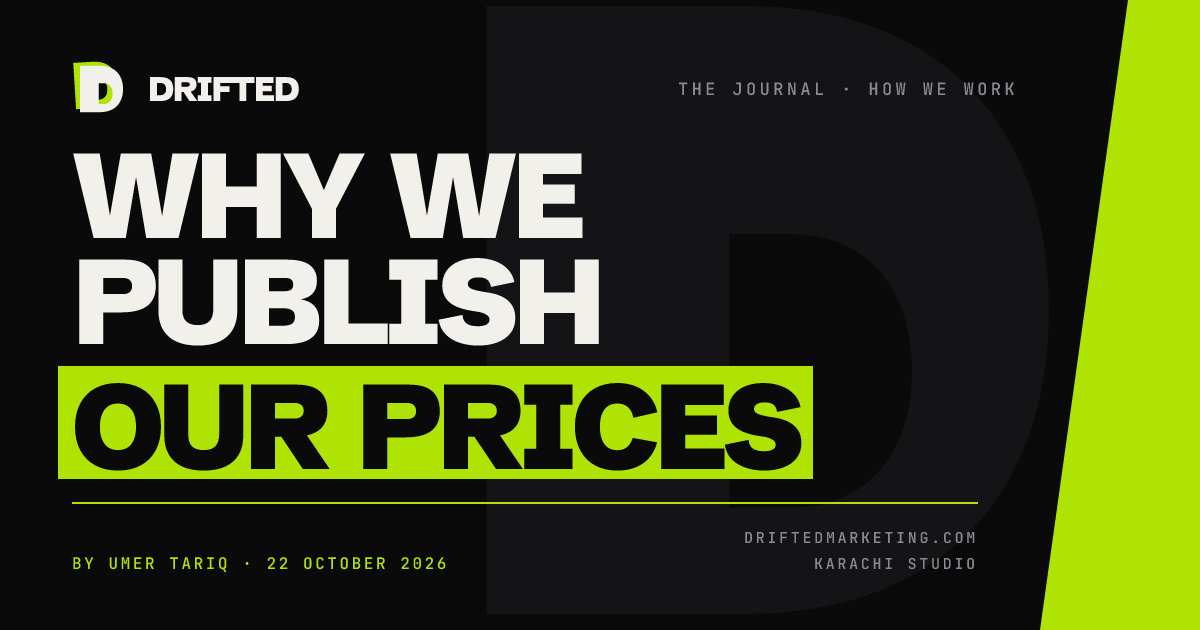 D DRIFTED
THE JOURNAL · HOW WE WORK
WHY WE
PUBLISH
OUR PRICES
BY UMER TARIQ · 22 OCTOBER 2026
DRIFTEDMARKETING.COM
KARACHI STUDIO